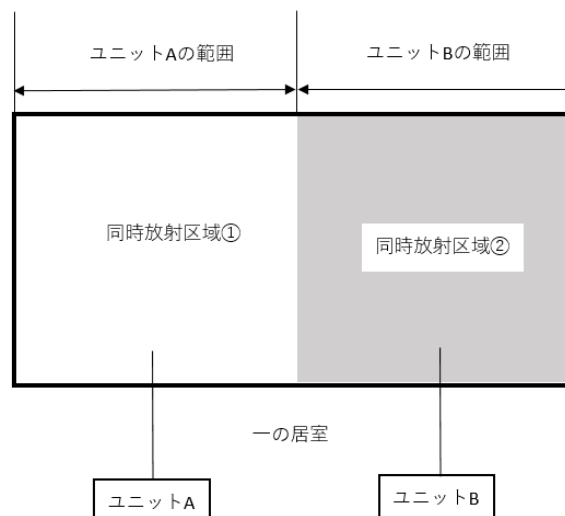 ユニットAの範囲
ユニットBの範囲
同時放射区域①
同時放射区域②
一の居室
ユニットA
ユニットB